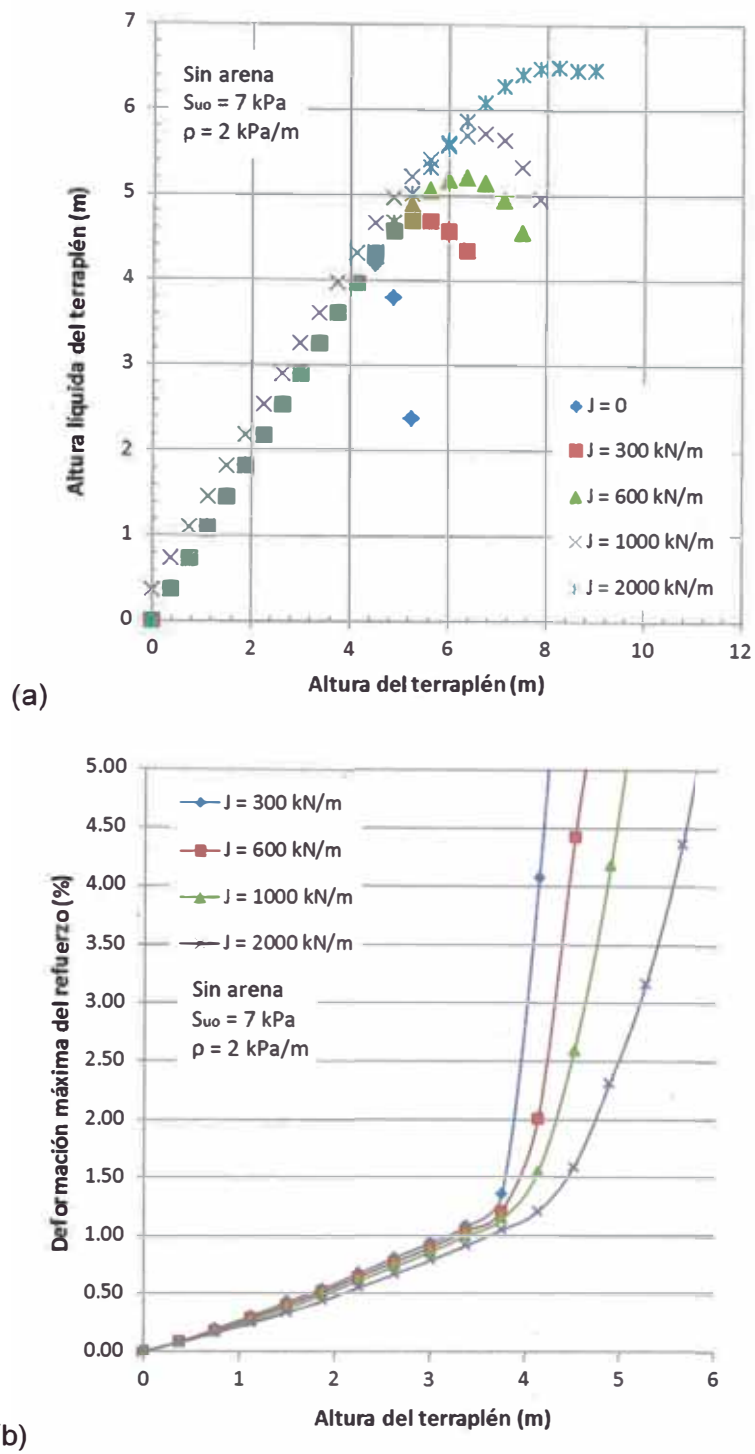 7
6
5
4
3
2
1
0
Altura líquida del terraplén (m)
Sin arena
Suo = 7 kPa
ρ = 2 kPa/m
J = 0
J = 300 kN/m
J = 600 kN/m
J = 1000 kN/m
J = 2000 kN/m
0 2 4 6 8 10 12
Altura del terraplén (m)
(a)
5.00
4.50
4.00
3.50
3.00
2.50
2.00
1.50
1.00
0.50
0.00
Deformación máxima del refuerzo (%)
J = 300 kN/m
J = 600 kN/m
J = 1000 kN/m
J = 2000 kN/m
Sin arena
Suo = 7 kPa
ρ = 2 kPa/m
0 1 2 3 4 5 6
Altura del terraplén (m)
b)